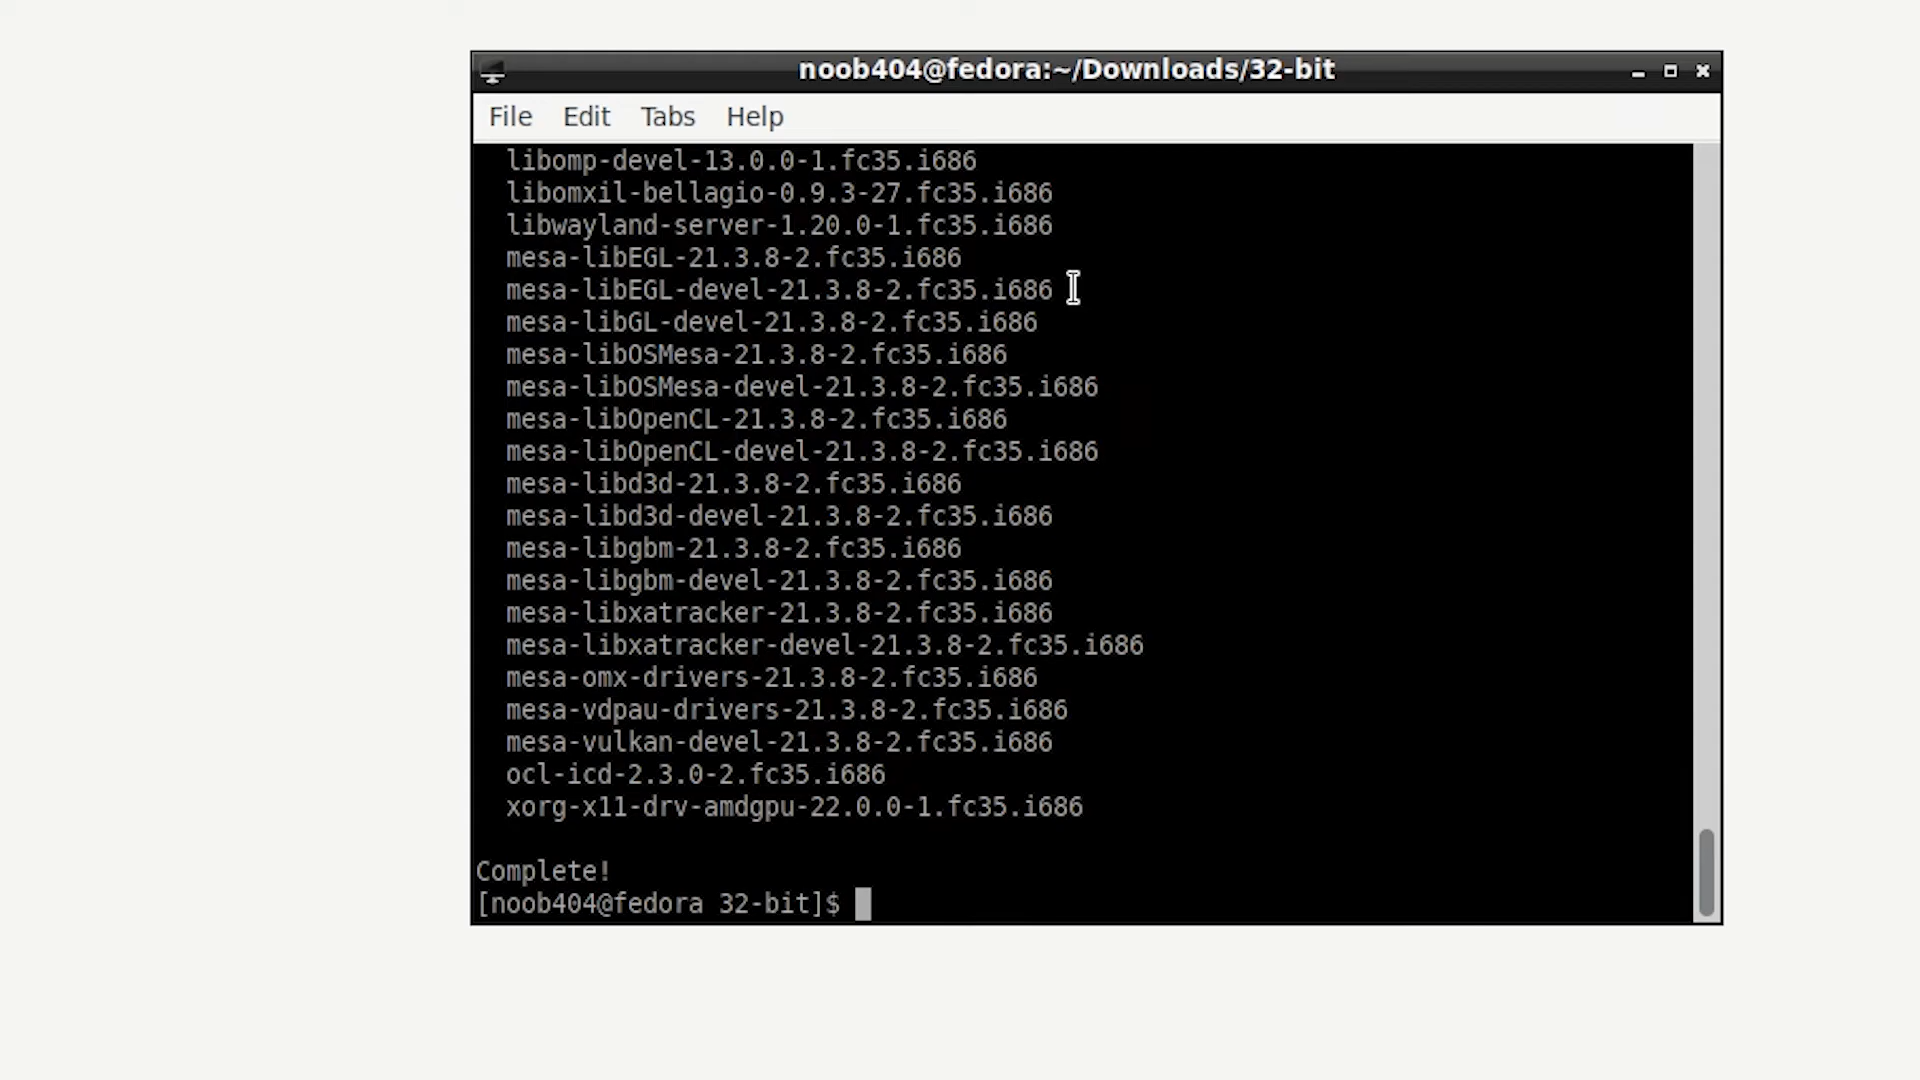 noob404@fedora:~/Downloads/32-bit
File Edit Tabs Help
libomp-devel-13.0.0-1.fc35.i686
libomxil-bellagio-0.9.3-27.fc35.i686
libwayland-server-1.20.0-1.fc35.i686
mesa-libEGL-21.3.8-2.fc35.i686
mesa-libEGL-devel-21.3.8-2.fc35.i686
mesa-libGL-devel-21.3.8-2.fc35.i686
mesa-libOSMesa-21.3.8-2.fc35.i686
mesa-libOSMesa-devel-21.3.8-2.fc35.i686
mesa-libOpenCL-21.3.8-2.fc35.i686
mesa-libOpenCL-devel-21.3.8-2.fc35.i686
mesa-libd3d-21.3.8-2.fc35.i686
mesa-libd3d-devel-21.3.8-2.fc35.i686
mesa-libgbm-21.3.8-2.fc35.i686
mesa-libgbm-devel-21.3.8-2.fc35.i686
mesa-libxatracker-21.3.8-2.fc35.i686
mesa-libxatracker-devel-21.3.8-2.fc35.i686
mesa-omx-drivers-21.3.8-2.fc35.i686
mesa-vdpau-drivers-21.3.8-2.fc35.i686
mesa-vulkan-devel-21.3.8-2.fc35.i686
ocl-icd-2.3.0-2.fc35.i686
xorg-x11-drv-amdgpu-22.0.0-1.fc35.i686
Complete!
[noob404@fedora 32-bit]$